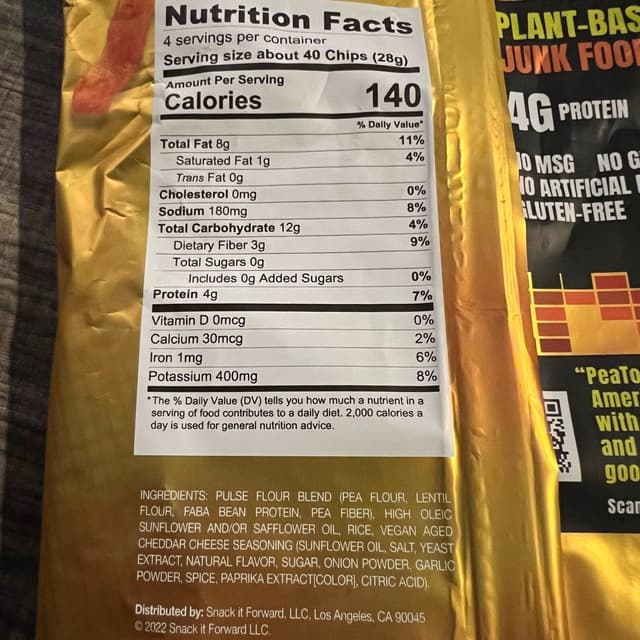 Nutrition Facts
4 servings per container
Serving size about 40 Chips (28g)
Amount Per Serving
Calories 140
% Daily Value*
Total Fat 8g 11%
Saturated Fat 1g 4%
Trans Fat 0g
Cholesterol 0mg 0%
Sodium 180mg 8%
Total Carbohydrate 12g 4%
Dietary Fiber 3g 9%
Total Sugars 0g
Includes 0g Added Sugars 0%
Protein 4g 7%
Vitamin D 0mcg 0%
Calcium 30mcg 2%
Iron 1mg 6%
Potassium 400mg 8%
*The % Daily Value (DV) tells you how much a nutrient in a
serving of food contributes to a daily diet. 2,000 calories a
day is used for general nutrition advice.
INGREDIENTS: PULSE FLOUR BLEND (PEA FLOUR, LENTIL
FLOUR, FABA BEAN PROTEIN, PEA FIBER), HIGH OLEIC
SUNFLOWER AND/OR SAFFLOWER OIL, RICE, VEGAN AGED
CHEDDAR CHEESE SEASONING (SUNFLOWER OIL, SALT, YEAST
EXTRACT, NATURAL FLAVOR, SUGAR, ONION POWDER, GARLIC
POWDER, SPICE, PAPRIKA EXTRACT[COLOR], CITRIC ACID).
Distributed by: Snack it Forward, LLC, Los Angeles, CA 90045
© 2022 Snack it Forward LLC.
PLANT-BAS
JUNK FOO
4G PROTEIN
NO MSG NO G
NO ARTIFICIAL
GLUTEN-FREE
"PeaTo
Amer
with
and
goo
Scan